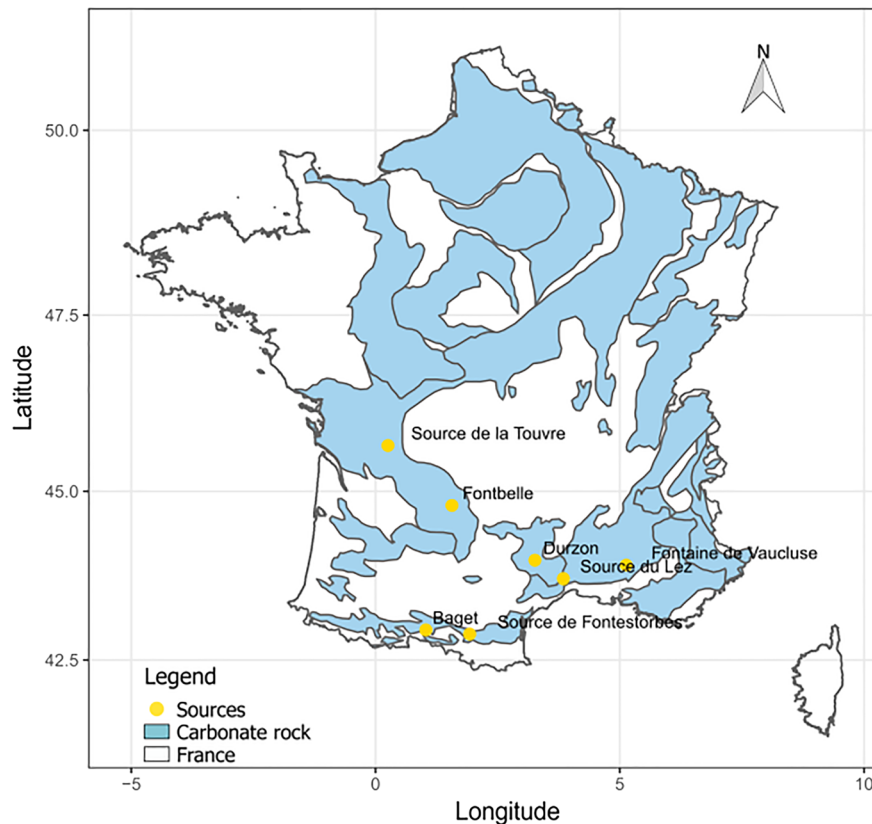 N
50.0
47.5
45.0
42.5
Latitude
Source de la Touvre
Fontbelle
Durzon
Fontaine de Vaucluse
Source du Lez
Baget
Source de Fontestorbes
Legend
Sources
Carbonate rock
France
−5
0
5
10
Longitude